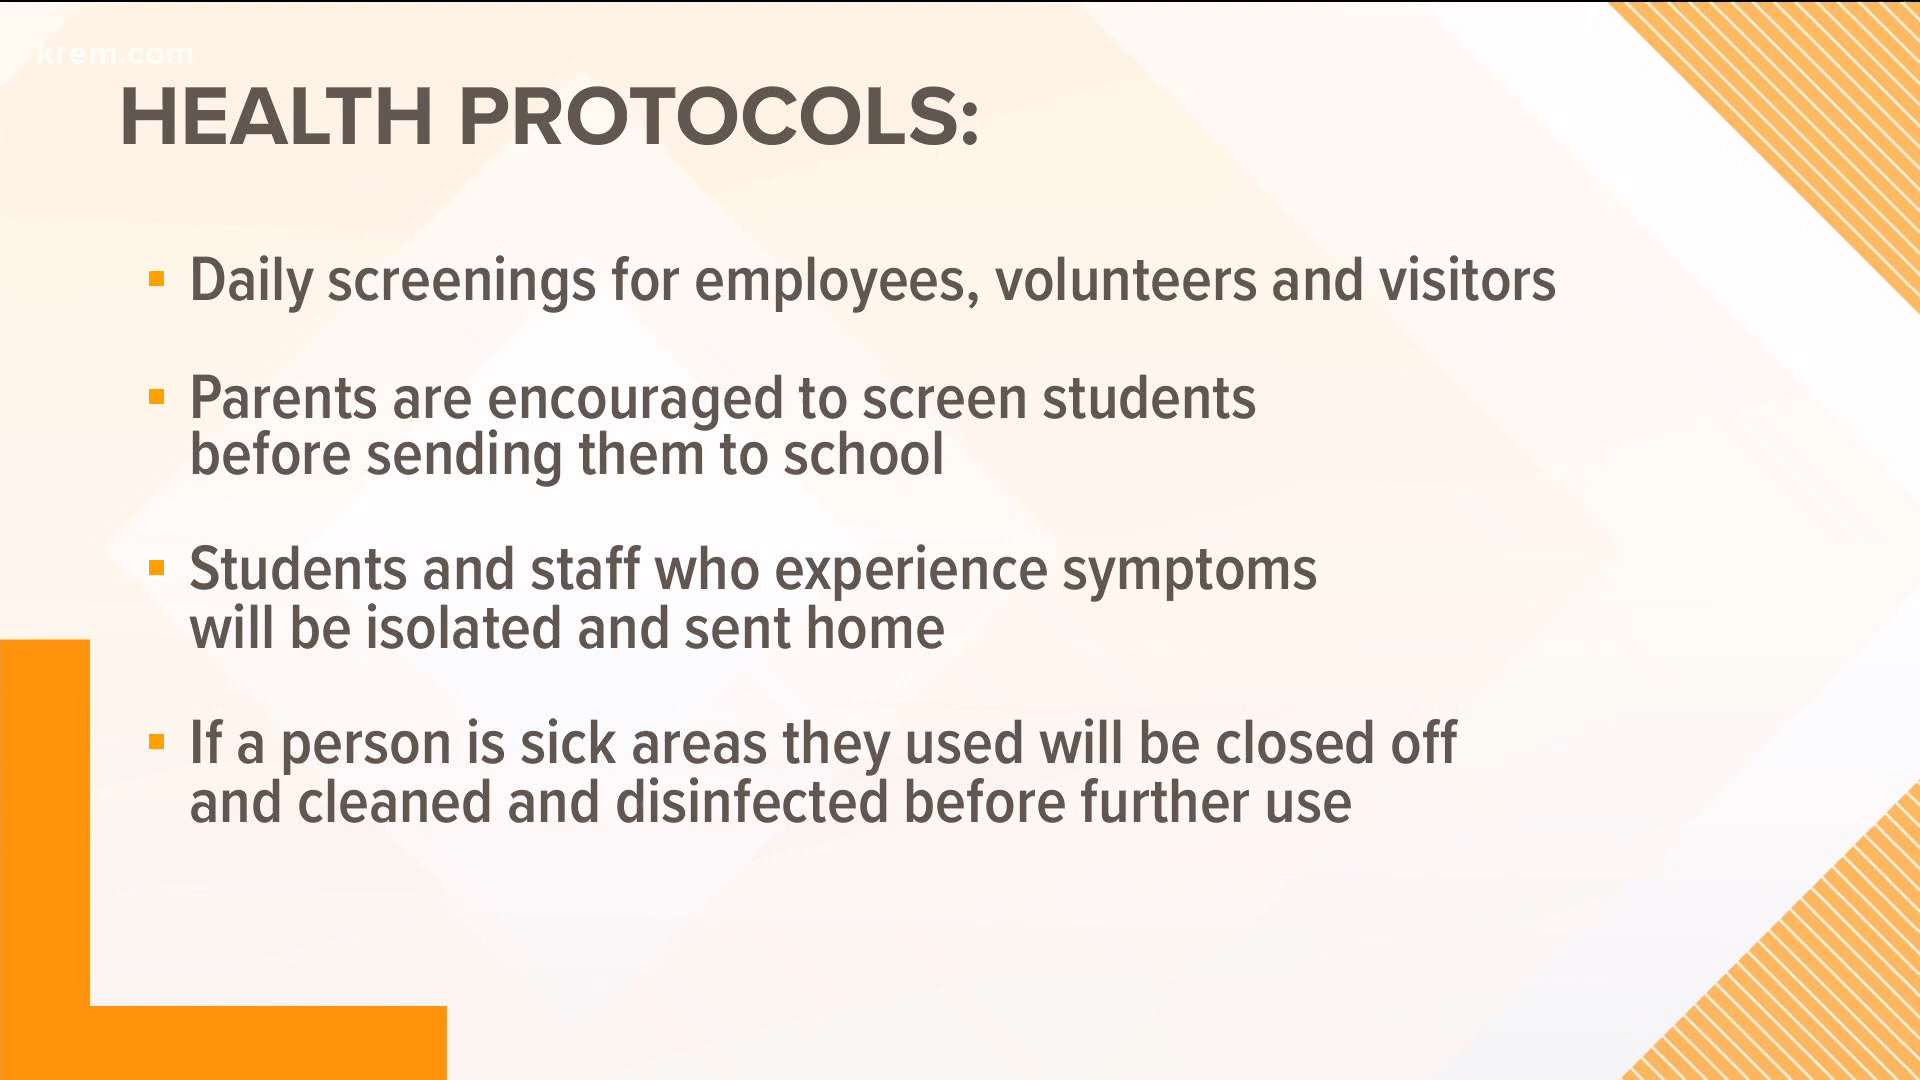 krem.com
HEALTH PROTOCOLS:
▪ Daily screenings for employees, volunteers and visitors
▪ Parents are encouraged to screen students
before sending them to school
▪ Students and staff who experience symptoms
will be isolated and sent home
▪ If a person is sick areas they used will be closed off
and cleaned and disinfected before further use